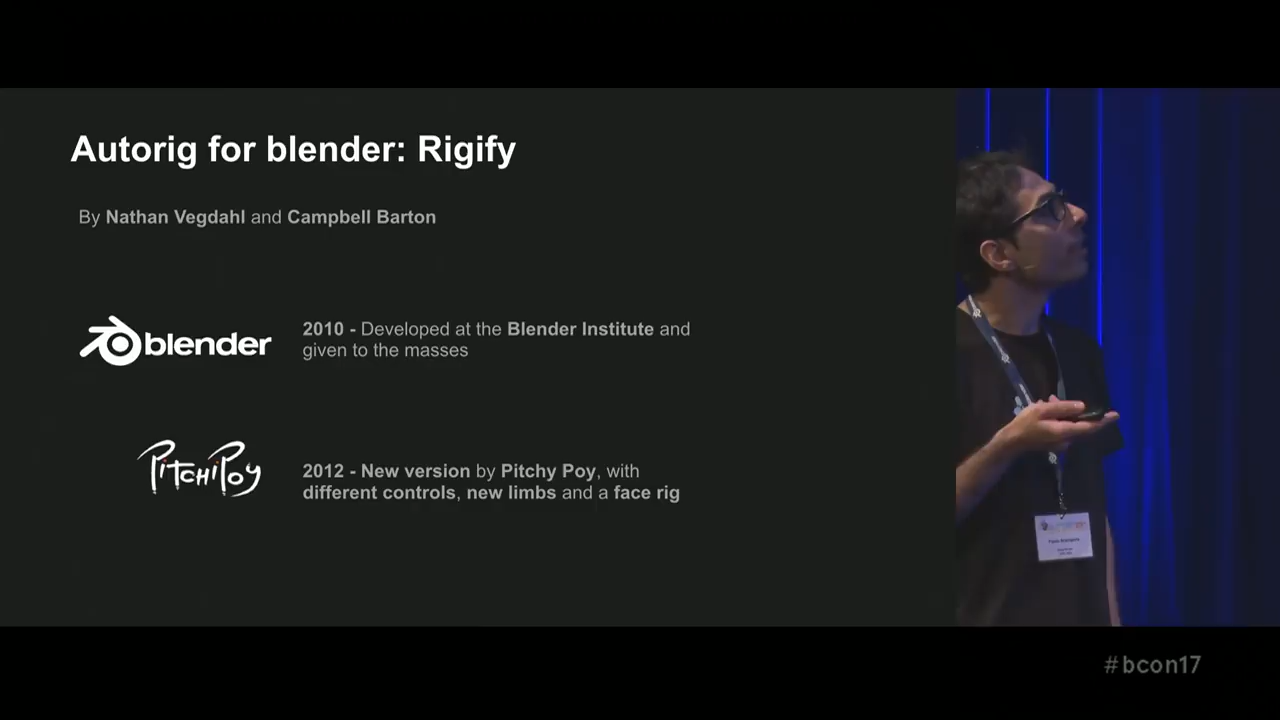 Autorig for blender: Rigify
By Nathan Vegdahl and Campbell Barton
blender
2010 - Developed at the Blender Institute and
given to the masses
PitchiPoy
2012 - New version by Pitchy Poy, with
different controls, new limbs and a face rig
#bcon17